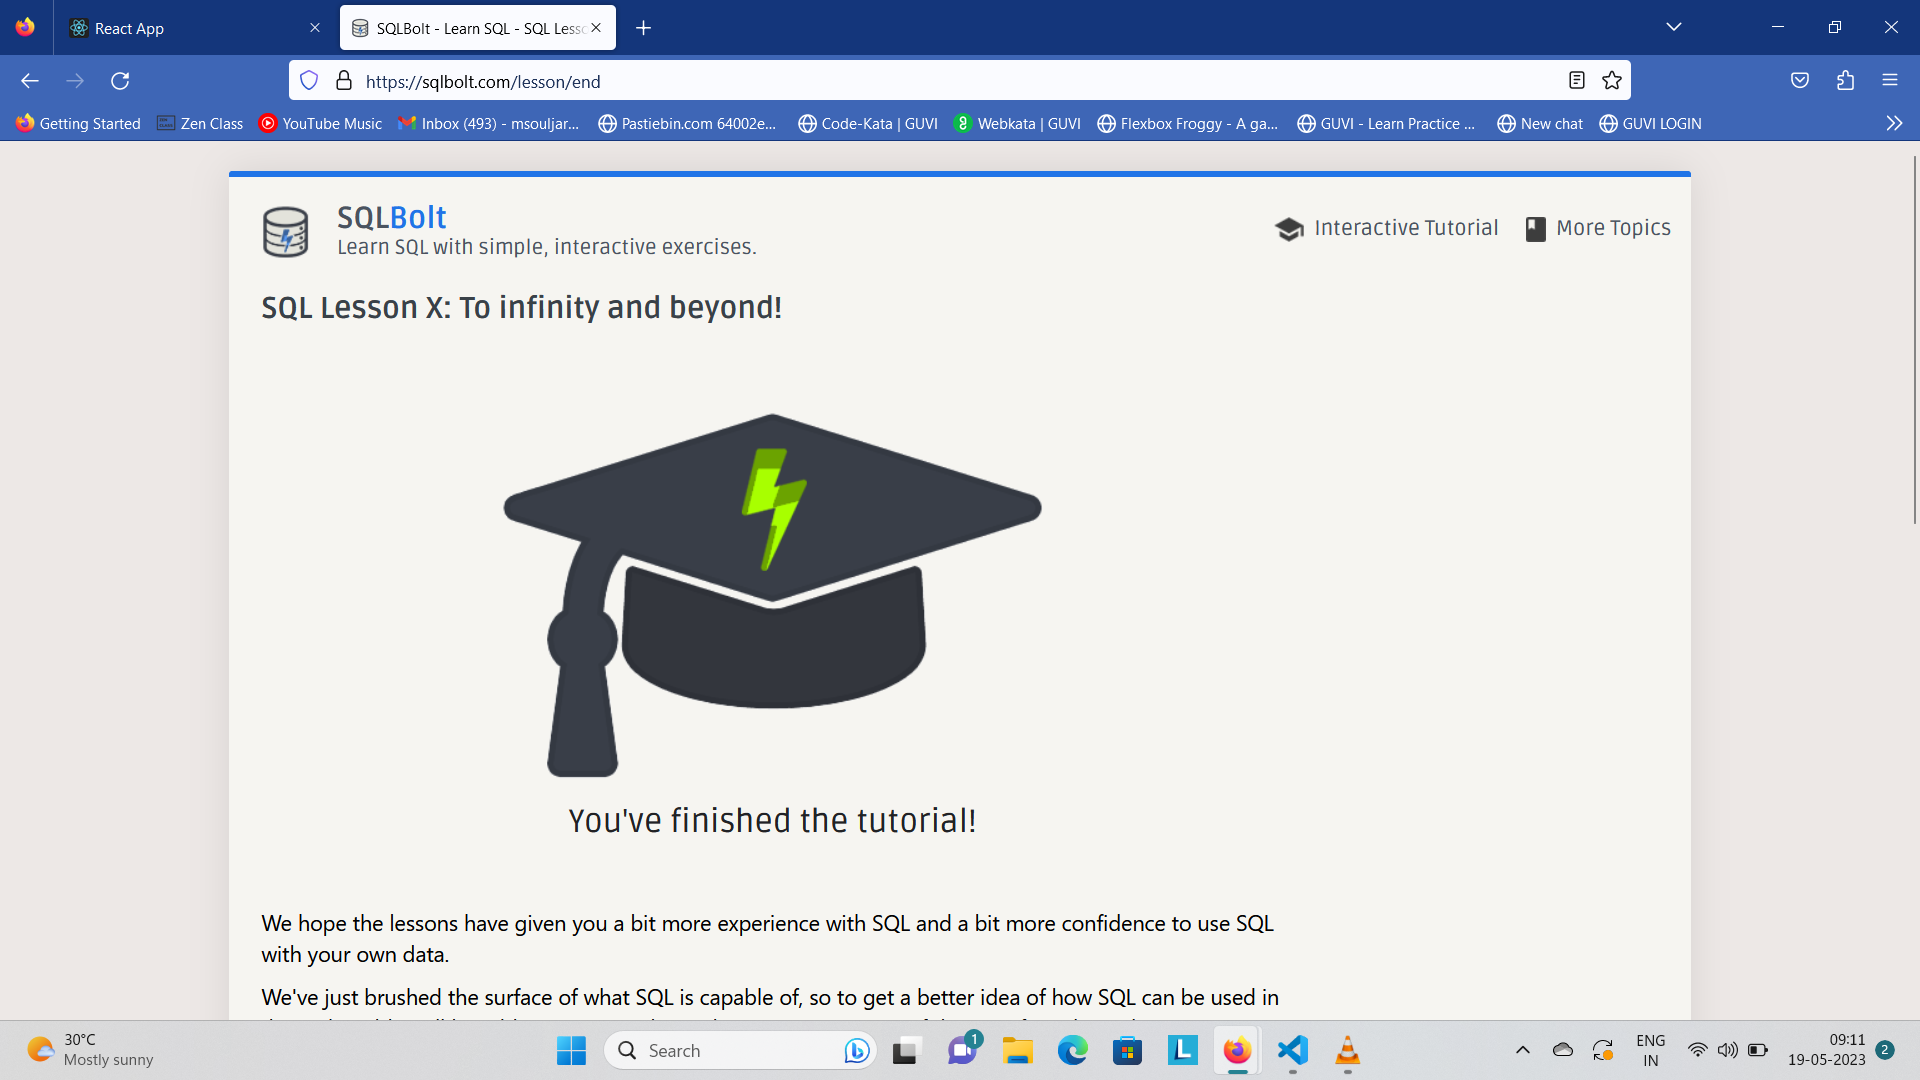 React App
SQLBolt - Learn SQL - SQL Less
https://sqlbolt.com/lesson/end
Getting Started
Zen Class
YouTube Music
Inbox (493) - msouljar...
Pastiebin.com 64002e...
Code-Kata | GUVI
Webkata | GUVI
Flexbox Froggy - A ga...
GUVI - Learn Practice ...
New chat
GUVI LOGIN
SQLBolt
Learn SQL with simple, interactive exercises.
Interactive Tutorial
More Topics
SQL Lesson X: To infinity and beyond!
You've finished the tutorial!
We hope the lessons have given you a bit more experience with SQL and a bit more confidence to use SQL
with your own data.
We've just brushed the surface of what SQL is capable of, so to get a better idea of how SQL can be used in
30°C
Mostly sunny
Search
1
ENG
IN
09:11
19-05-2023
2